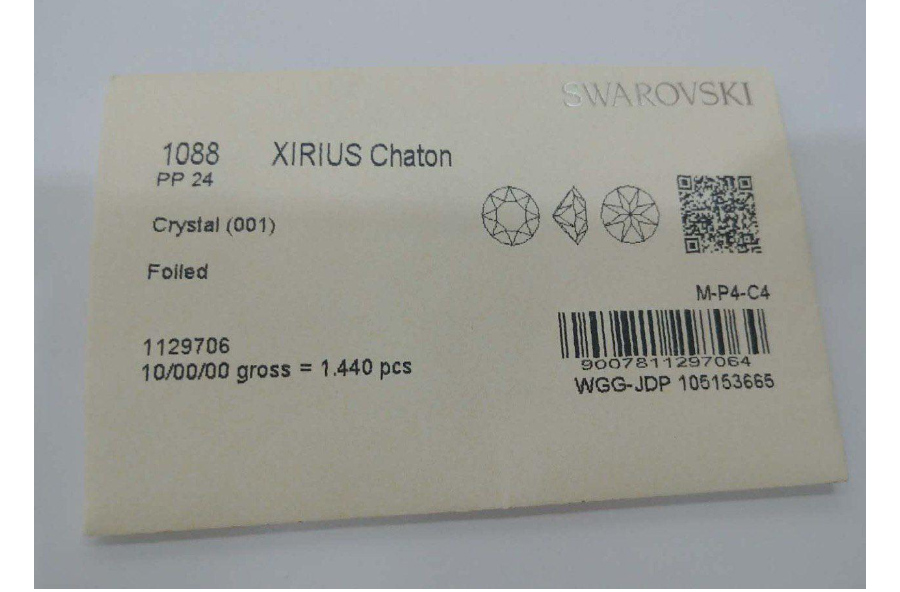 SWAROVSKI
1088 XIRIUS Chaton
PP 24
Crystal (001)
Foiled
M-P4-C4
1129706
10/00/00 gross = 1.440 pcs
9007811297064
WGG-JDP 105153665